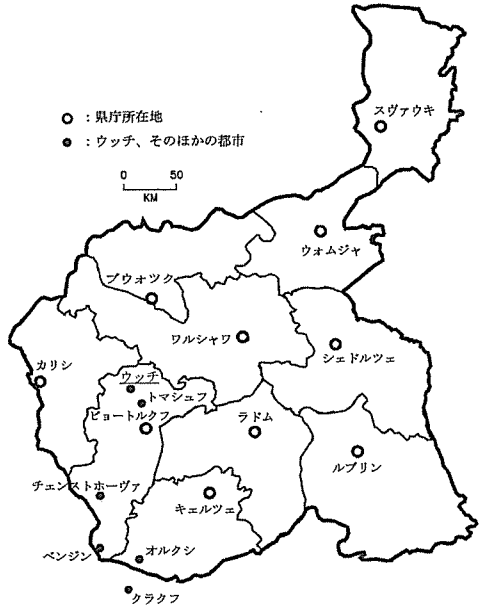 ○ : 県庁所在地
● : ウッチ、そのほかの都市
0 50
KM
スヴァウキ
ウォムジャ
プウォツク
ワルシャワ
シェドルツェ
カリシ
ウッチ
トマシュフ
ピョートルクフ
ラドム
ルブリン
チェンストホーヴァ
キェルツェ
ベンジン
オルクシ
クラクフ